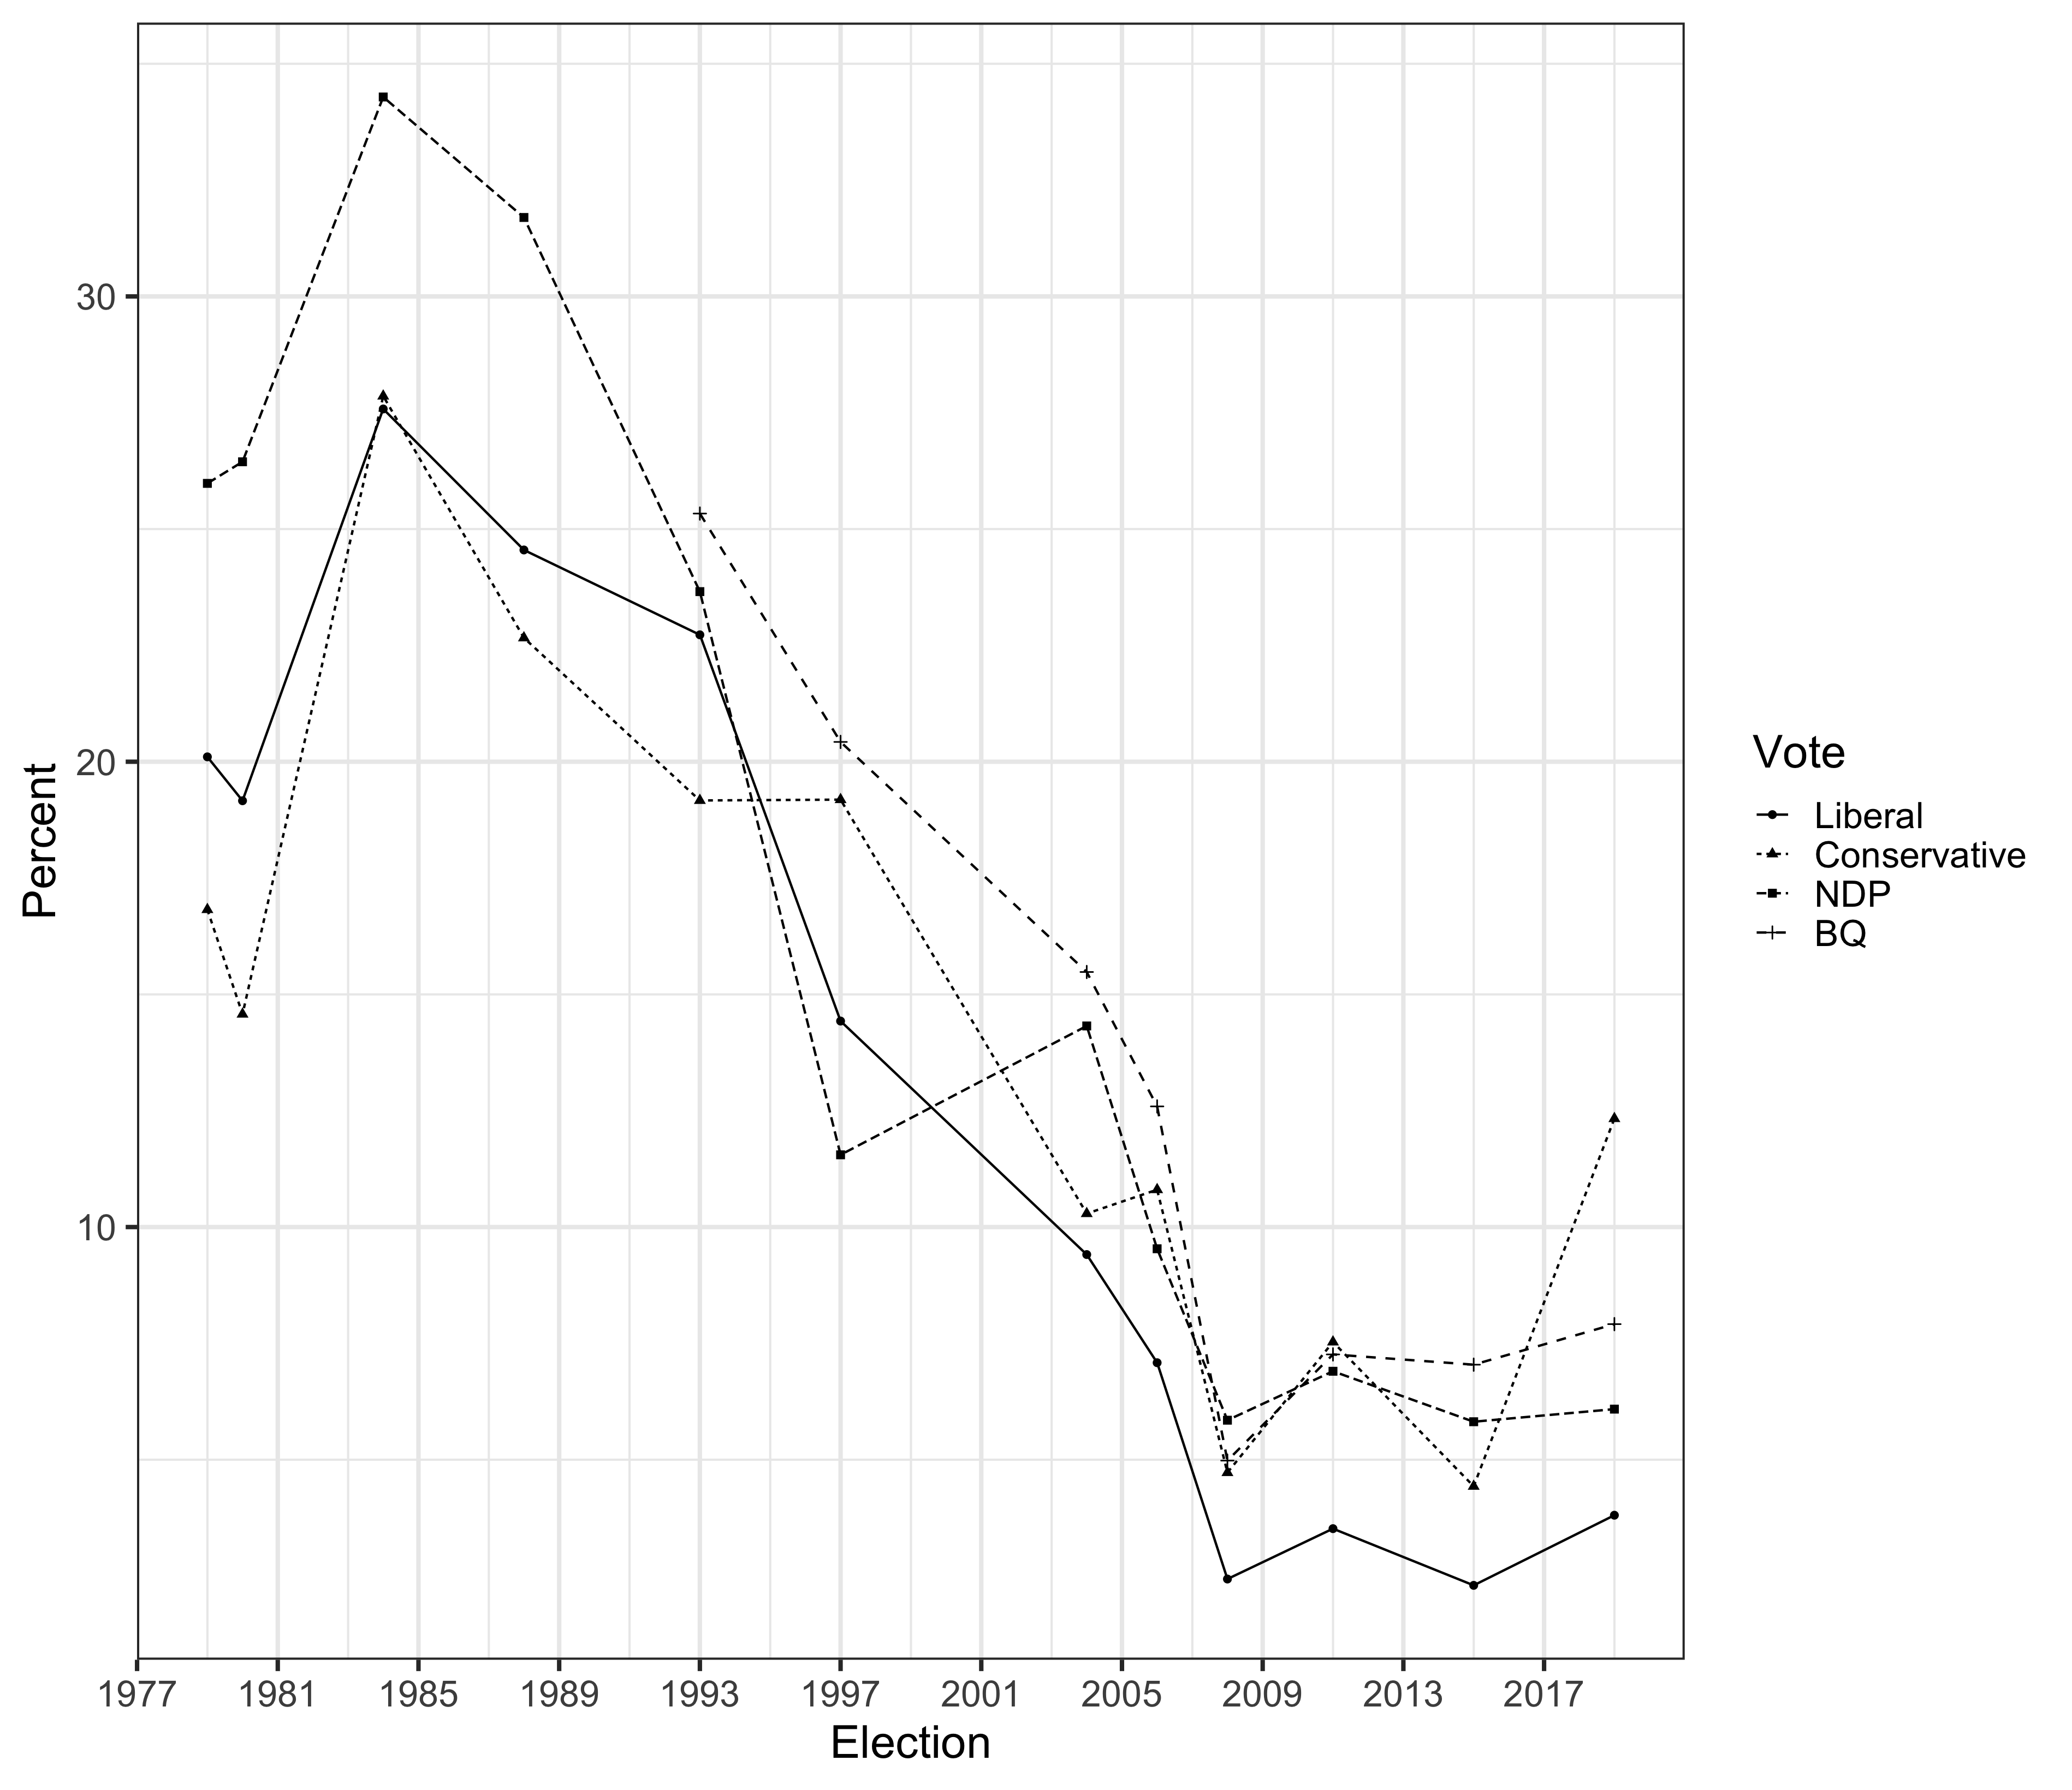 Percent
30
20
10
1977 1981 1985 1989 1993 1997 2001 2005 2009 2013 2017
Election
Vote
Liberal
Conservative
NDP
BQ